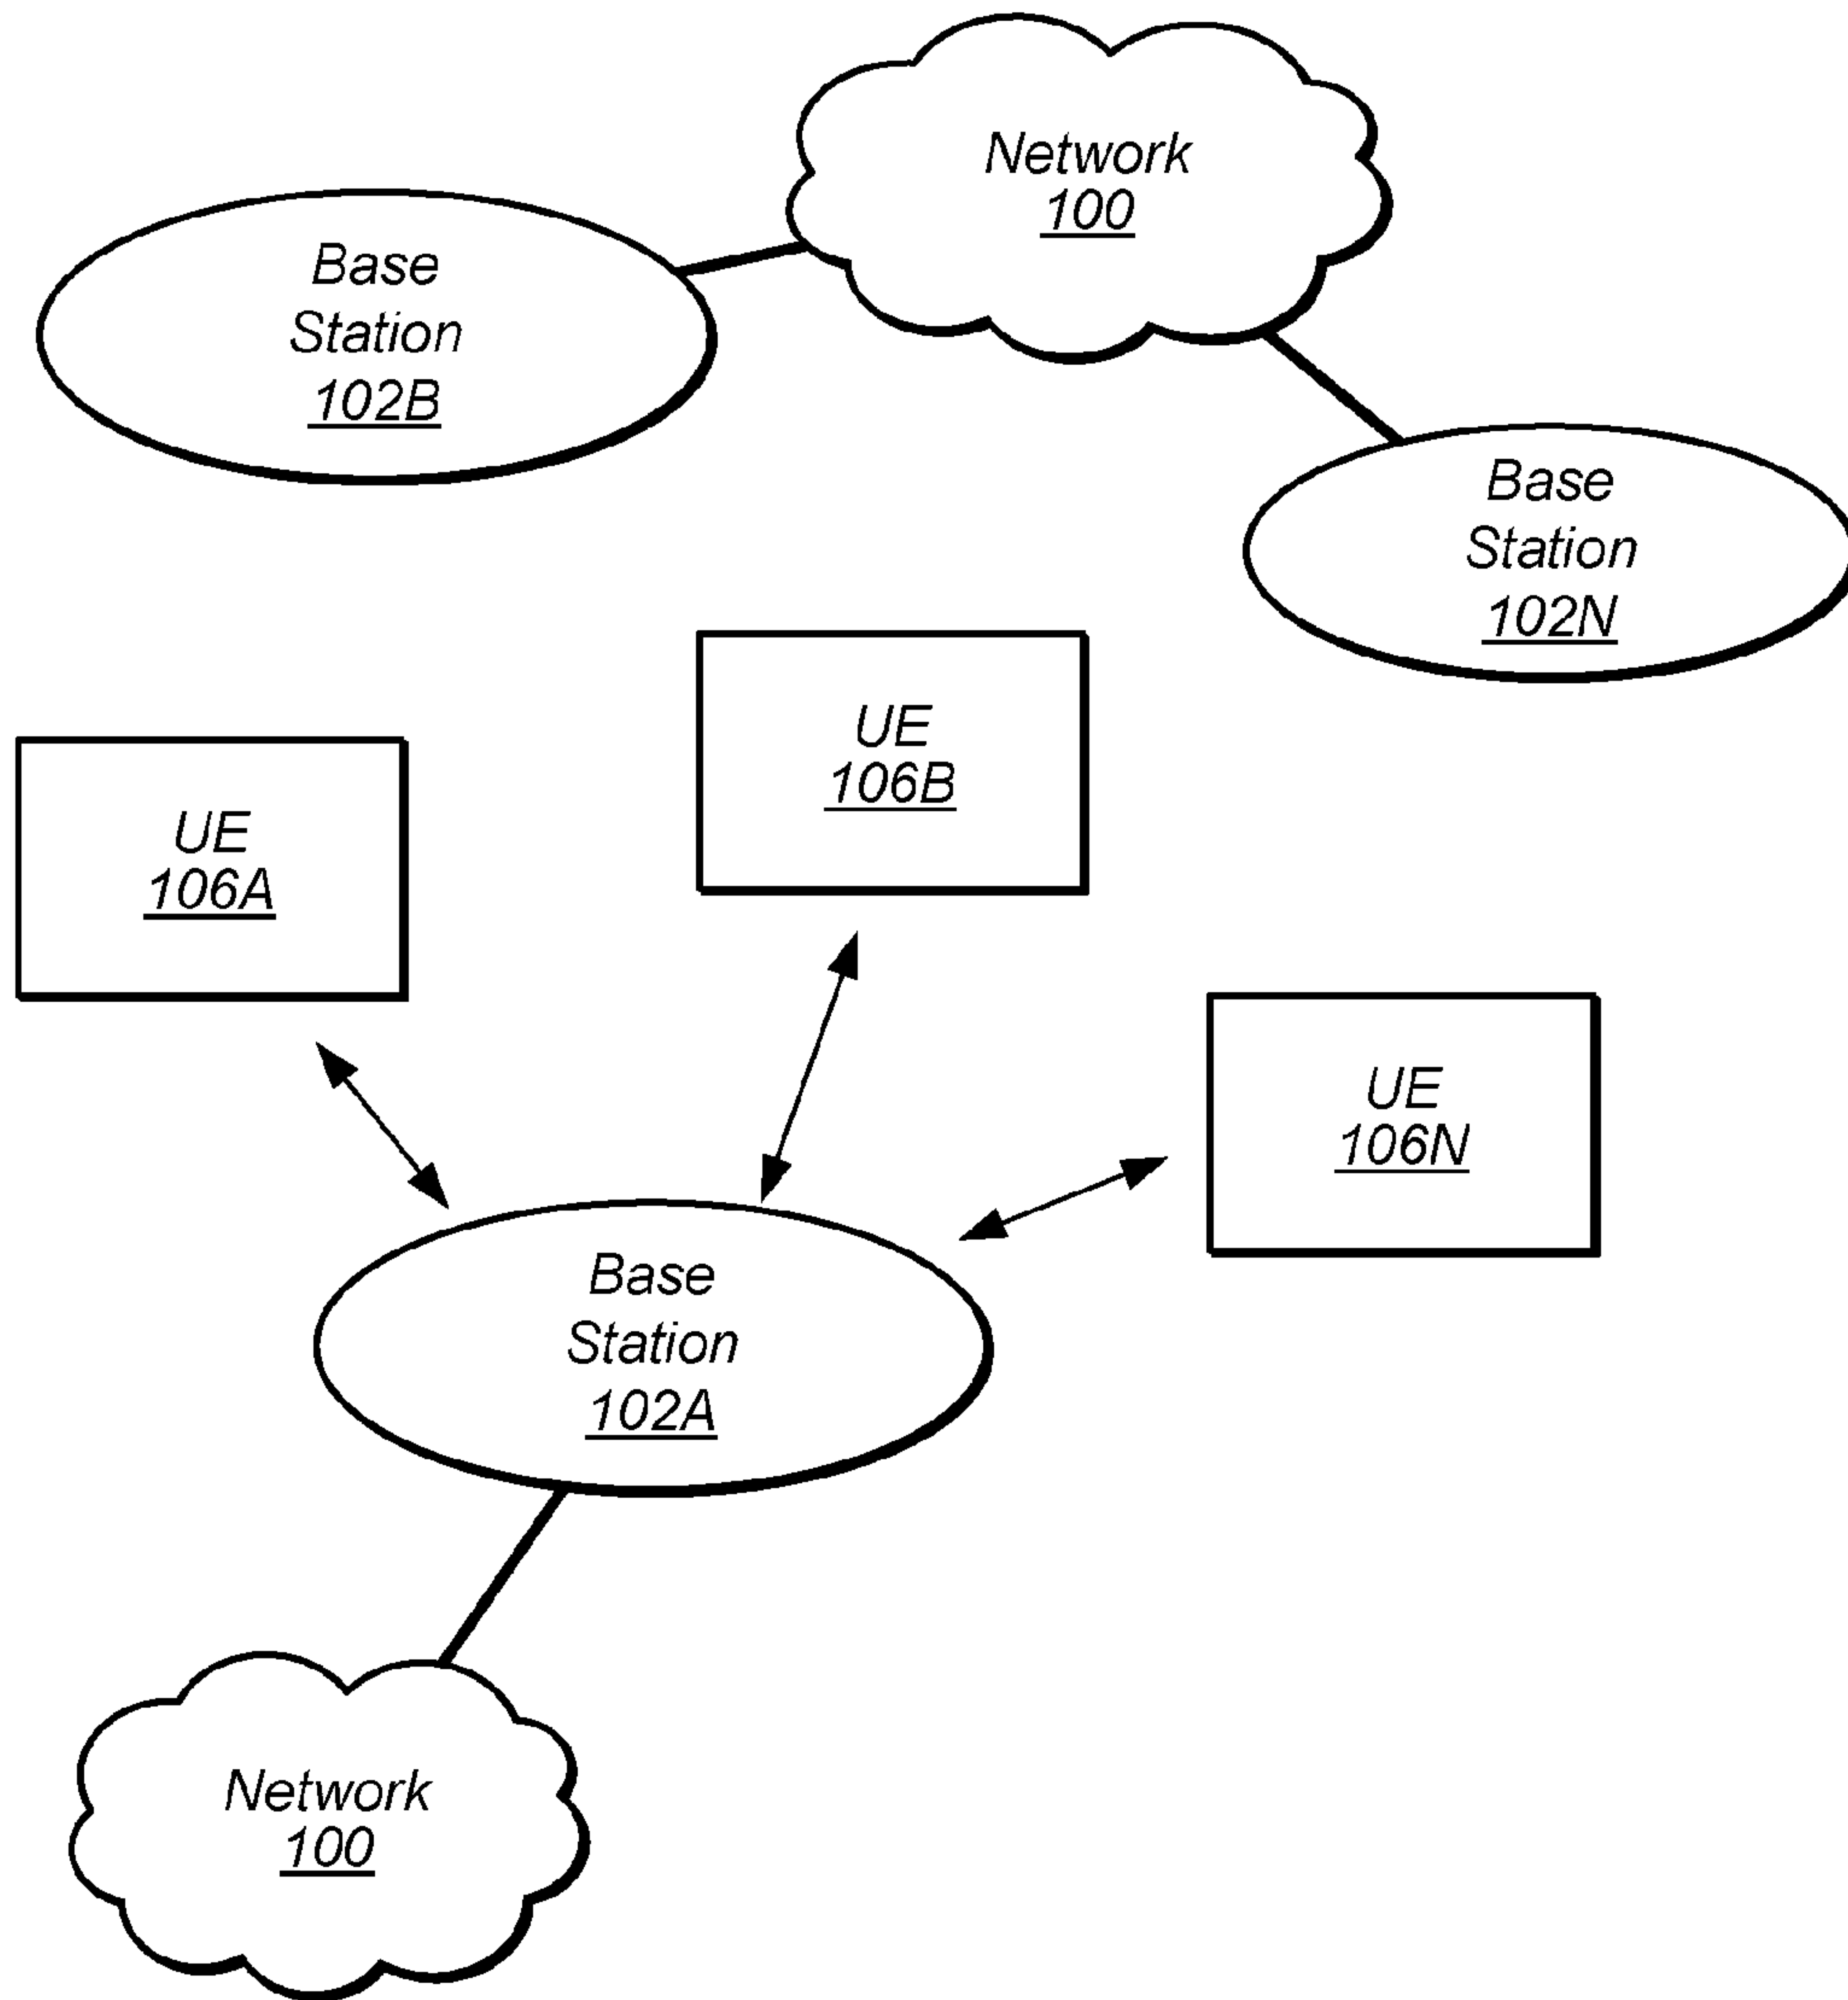 Network
100
Base
Station
102B
Base
Station
102N
UE
106B
UE
106A
UE
106N
Base
Station
102A
Network
100